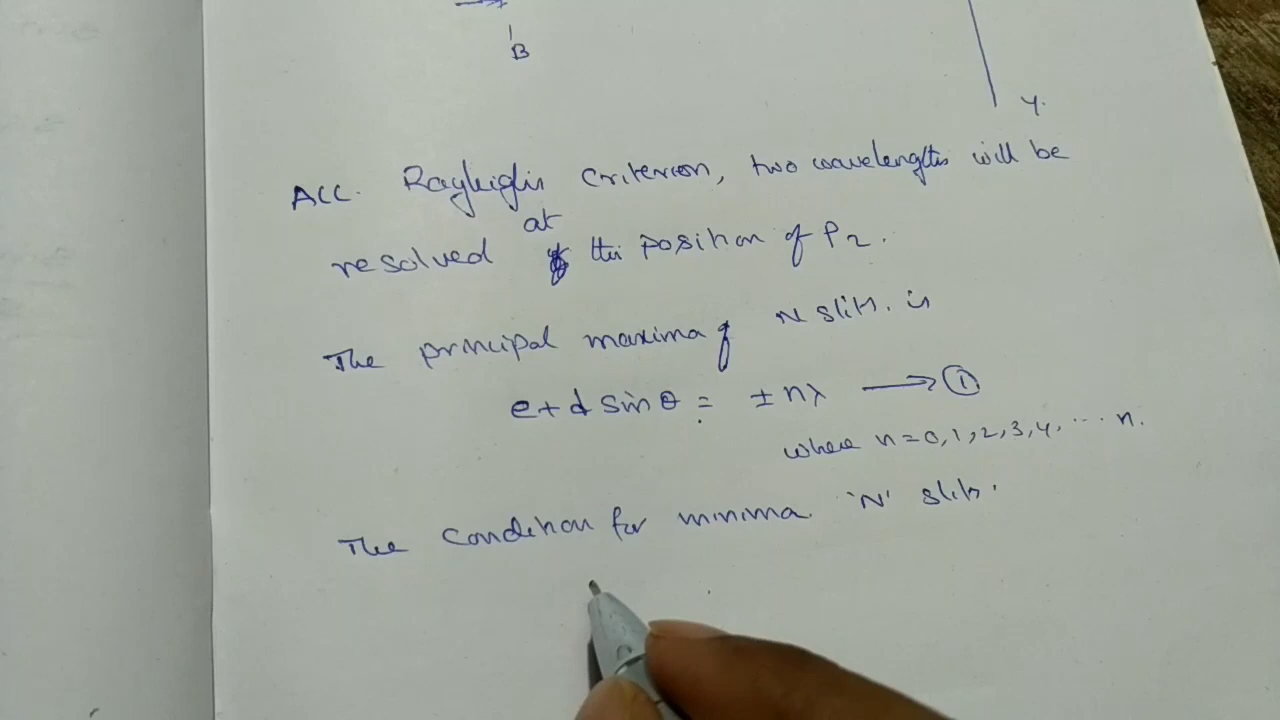 B
Y.
ACC. Rayleigh's Criterion, two wavelengths will be
at
resolved the position of P2.
The principal maxima of N slits. is
e+d sinθ = ±nλ → ①
where n=0,1,2,3,4, ... n.
The Condition for minima. 'N' slits.